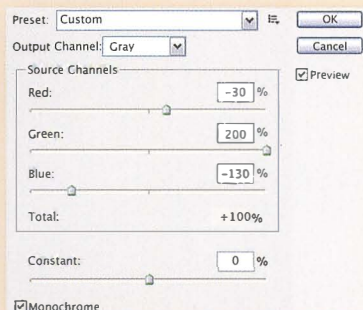 Preset: Custom OK
Output Channel: Gray Cancel
Source Channels Preview
Red: -30 %
Green: 200 %
Blue: -130 %
Total: +100%
Constant: 0 %
Monochrome